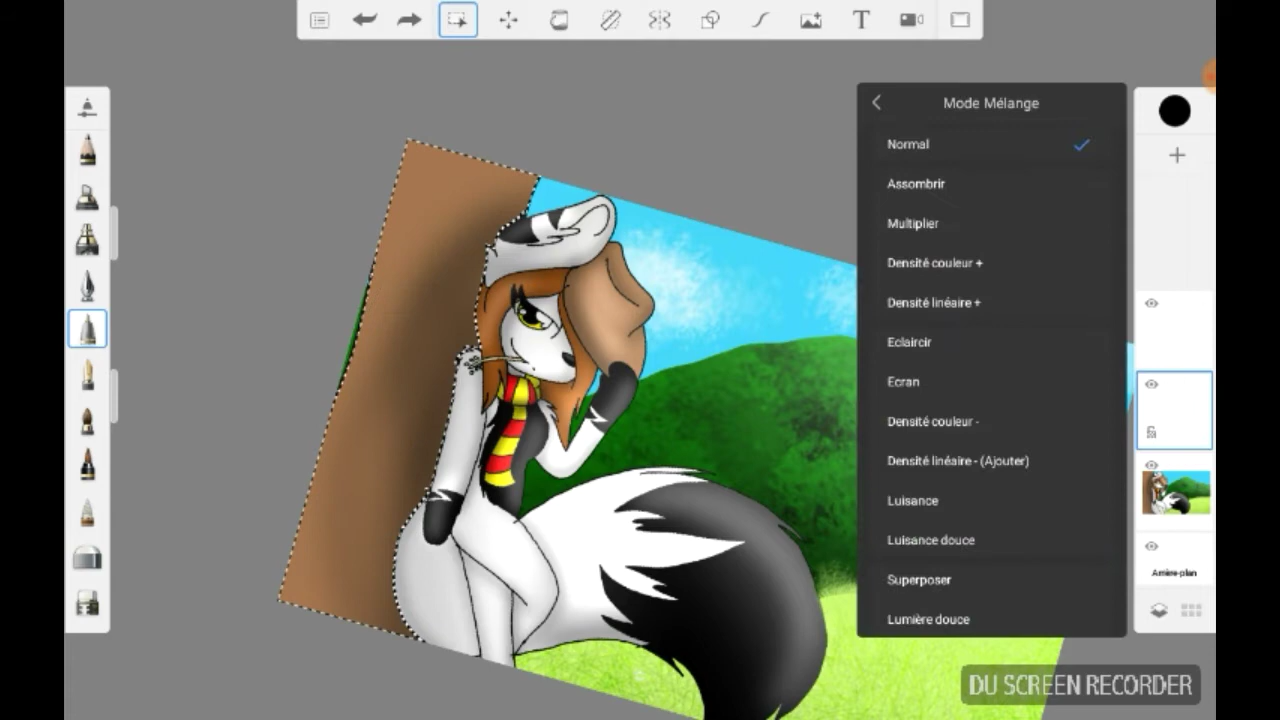 T
Mode Mélange
Normal
Assombrir
Multiplier
Densité couleur +
Densité linéaire +
Eclaircir
Ecran
Densité couleur -
Densité linéaire - (Ajouter)
Luisance
Luisance douce
Superposer
Lumière douce
Arrière-plan
DU SCREEN RECORDER